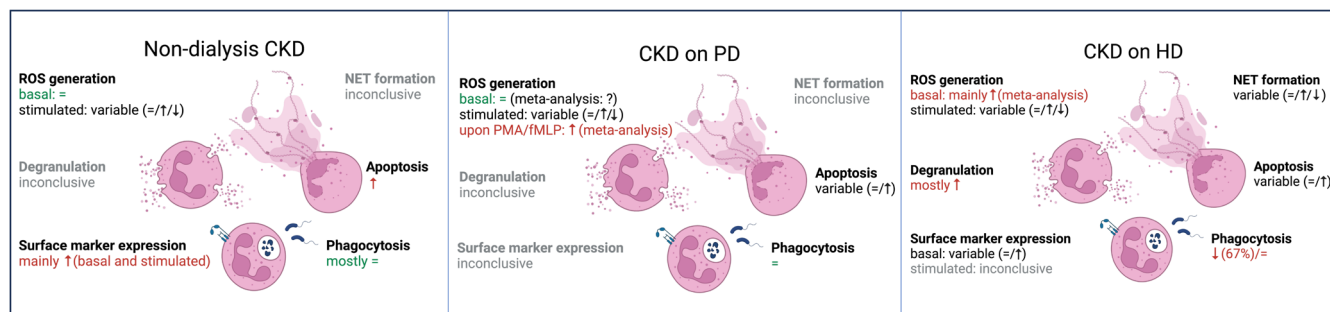 Non-dialysis CKD
ROS generation
basal: =
stimulated: variable (=/↑/↓)
NET formation
inconclusive
Degranulation
inconclusive
Apoptosis
↑
Surface marker expression
mainly ↑(basal and stimulated)
Phagocytosis
mostly =
CKD on PD
ROS generation
basal: = (meta-analysis: ?)
stimulated: variable (=/↑/↓)
upon PMA/fMLP: ↑(meta-analysis)
NET formation
inconclusive
Degranulation
inconclusive
Apoptosis
variable (=/↑)
Surface marker expression
inconclusive
Phagocytosis
=
CKD on HD
ROS generation
basal: mainly↑(meta-analysis)
stimulated: variable (=/↑/↓)
NET formation
variable (=/↑/↓)
Degranulation
mostly ↑
Apoptosis
variable (=/↑)
Surface marker expression
basal: variable (=/↑)
stimulated: inconclusive
Phagocytosis
↓(67%)/=